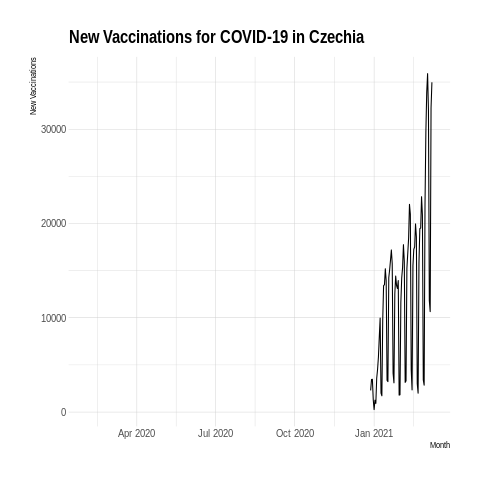 New Vaccinations for COVID-19 in Czechia
New Vaccinations
30000
20000
10000
0
Apr 2020 Jul 2020 Oct 2020 Jan 2021
Month